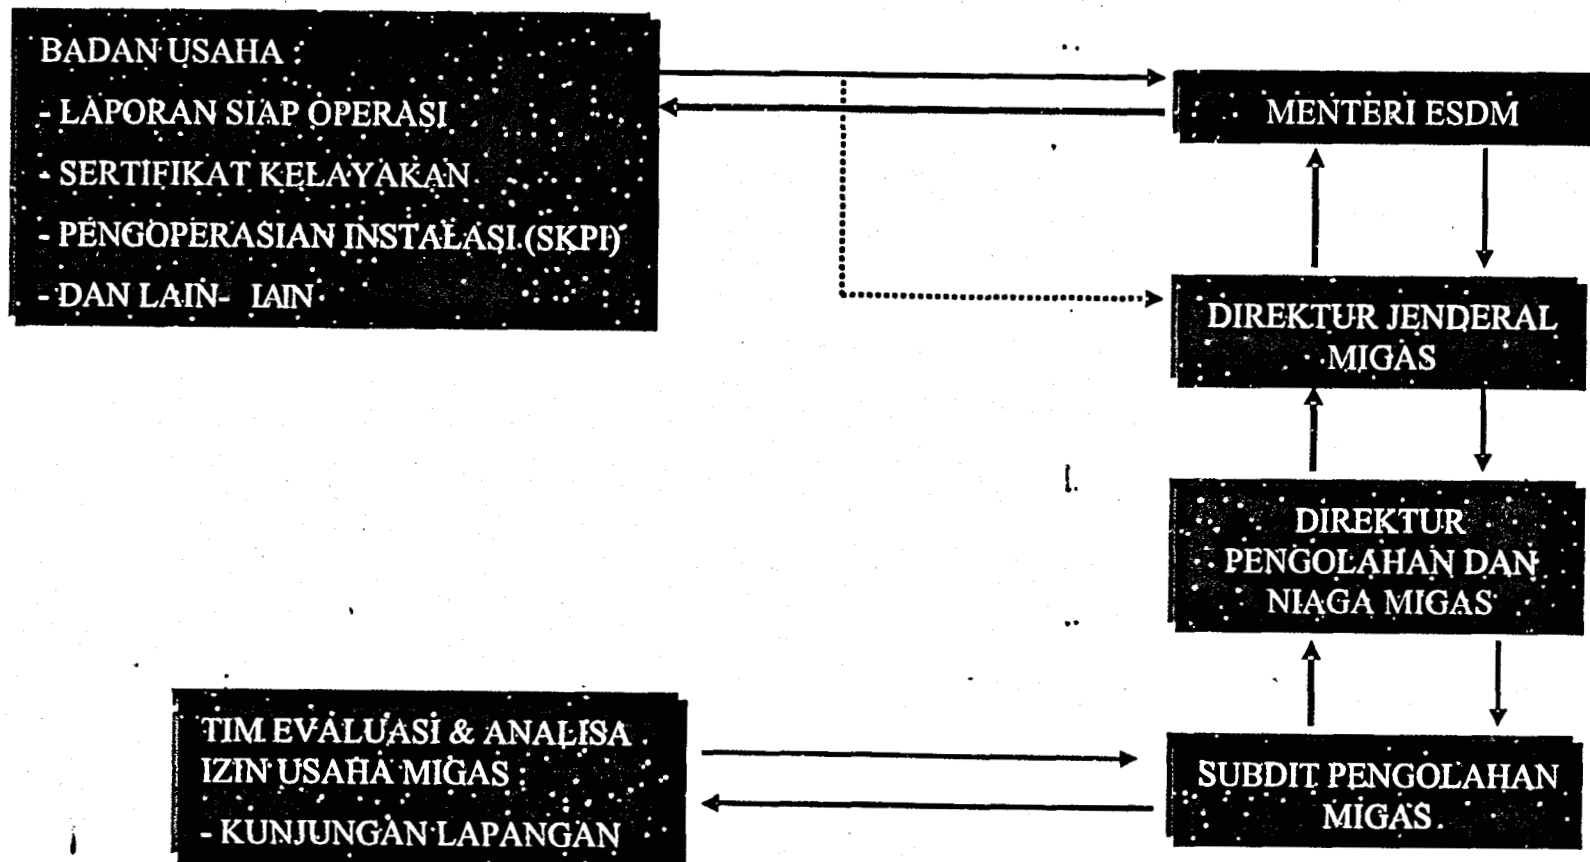 BADAN USAHA :
- LAPORAN SIAP OPERASI
- SERTIFIKAT KELAYAKAN
- PENGOPERASIAN INSTALASI (SKPI)
- DAN LAIN- LAIN
MENTERI ESDM
DIREKTUR JENDERAL
MIGAS
DIREKTUR
PENGOLAHAN DAN
NIAGA MIGAS
TIM EVALUASI & ANALISA
IZIN USAHA MIGAS
- KUNJUNGAN LAPANGAN
SUBDIT PENGOLAHAN
MIGAS